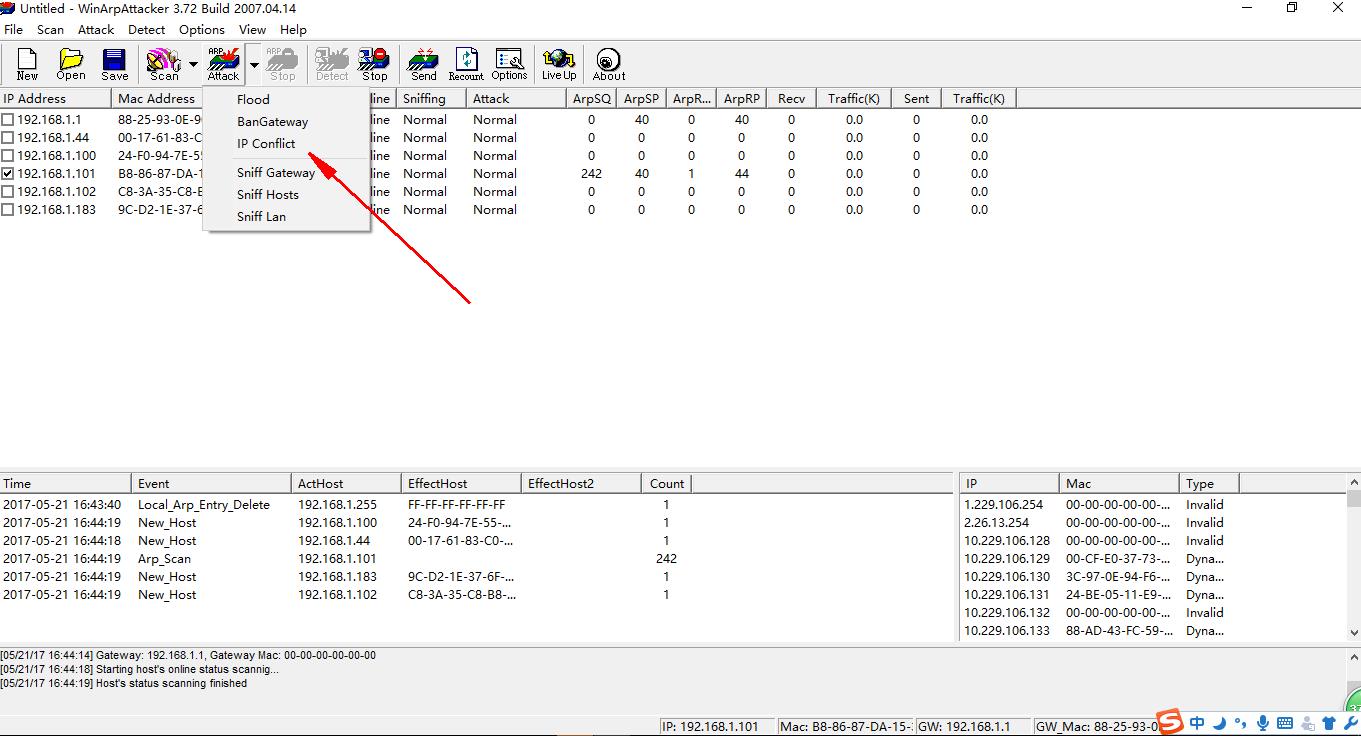 Untitled - WinArpAttacker 3.72 Build 2007.04.14
File Scan Attack Detect Options View Help
ARP ARP
New Open Save Scan Attack Stop Detect Stop Send Recount Options Live Up About
IP Address Mac Address line Sniffing Attack ArpSQ ArpSP ArpR... ArpRP Recv Traffic(K) Sent Traffic(K)
Flood
BanGateway
IP Conflict
Sniff Gateway
Sniff Hosts
Sniff Lan
192.168.1.1 88-25-93-0E-9 line Normal Normal 0 40 0 40 0 0.0 0 0.0
192.168.1.44 00-17-61-83-C line Normal Normal 0 0 0 0 0 0.0 0 0.0
192.168.1.100 24-F0-94-7E-5 line Normal Normal 0 0 0 0 0 0.0 0 0.0
192.168.1.101 B8-86-87-DA-1 line Normal Normal 242 40 1 44 0 0.0 0 0.0
192.168.1.102 C8-3A-35-C8-B line Normal Normal 0 0 0 0 0 0.0 0 0.0
192.168.1.183 9C-D2-1E-37-6 line Normal Normal 0 0 0 0 0 0.0 0 0.0
Time Event ActHost EffectHost EffectHost2 Count
2017-05-21 16:43:40 Local_Arp_Entry_Delete 192.168.1.255 FF-FF-FF-FF-FF-FF 1
2017-05-21 16:44:19 New_Host 192.168.1.100 24-F0-94-7E-55-... 1
2017-05-21 16:44:18 New_Host 192.168.1.44 00-17-61-83-C0-... 1
2017-05-21 16:44:19 Arp_Scan 192.168.1.101 242
2017-05-21 16:44:19 New_Host 192.168.1.183 9C-D2-1E-37-6F-... 1
2017-05-21 16:44:19 New_Host 192.168.1.102 C8-3A-35-C8-B8-... 1
IP Mac Type
1.229.106.254 00-00-00-00-00-... Invalid
2.26.13.254 00-00-00-00-00-... Invalid
10.229.106.128 00-00-00-00-00-... Invalid
10.229.106.129 00-CF-E0-37-73-... Dyna...
10.229.106.130 3C-97-0E-94-F6-... Dyna...
10.229.106.131 24-BE-05-11-E9-... Dyna...
10.229.106.132 00-00-00-00-00-... Invalid
10.229.106.133 88-AD-43-FC-59-... Dyna...
[05/21/17 16:44:14] Gateway: 192.168.1.1, Gateway Mac: 00-00-00-00-00-00
[05/21/17 16:44:18] Starting host's online status scannig...
[05/21/17 16:44:19] Host's status scanning finished
IP: 192.168.1.101 Mac: B8-86-87-DA-15- GW: 192.168.1.1 GW_Mac: 88-25-93-0 S 中